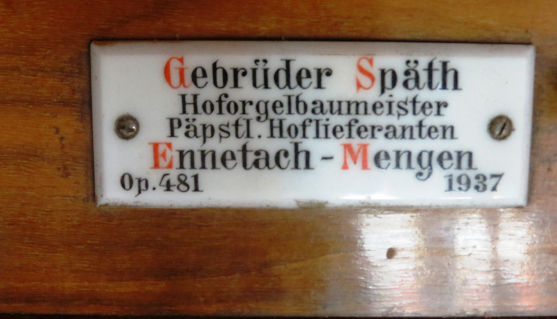 Gebrüder Späth
Hoforgelbaumeister
Päpstl. Hoflieferanten
Ennetach-Mengen
Op. 481 1937